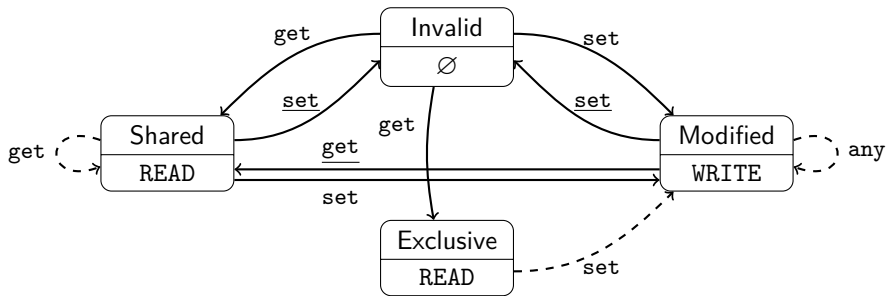 Invalid
∅
get
set
set
set
Shared
READ
get
get
get
set
Modified
WRITE
any
Exclusive
READ
set